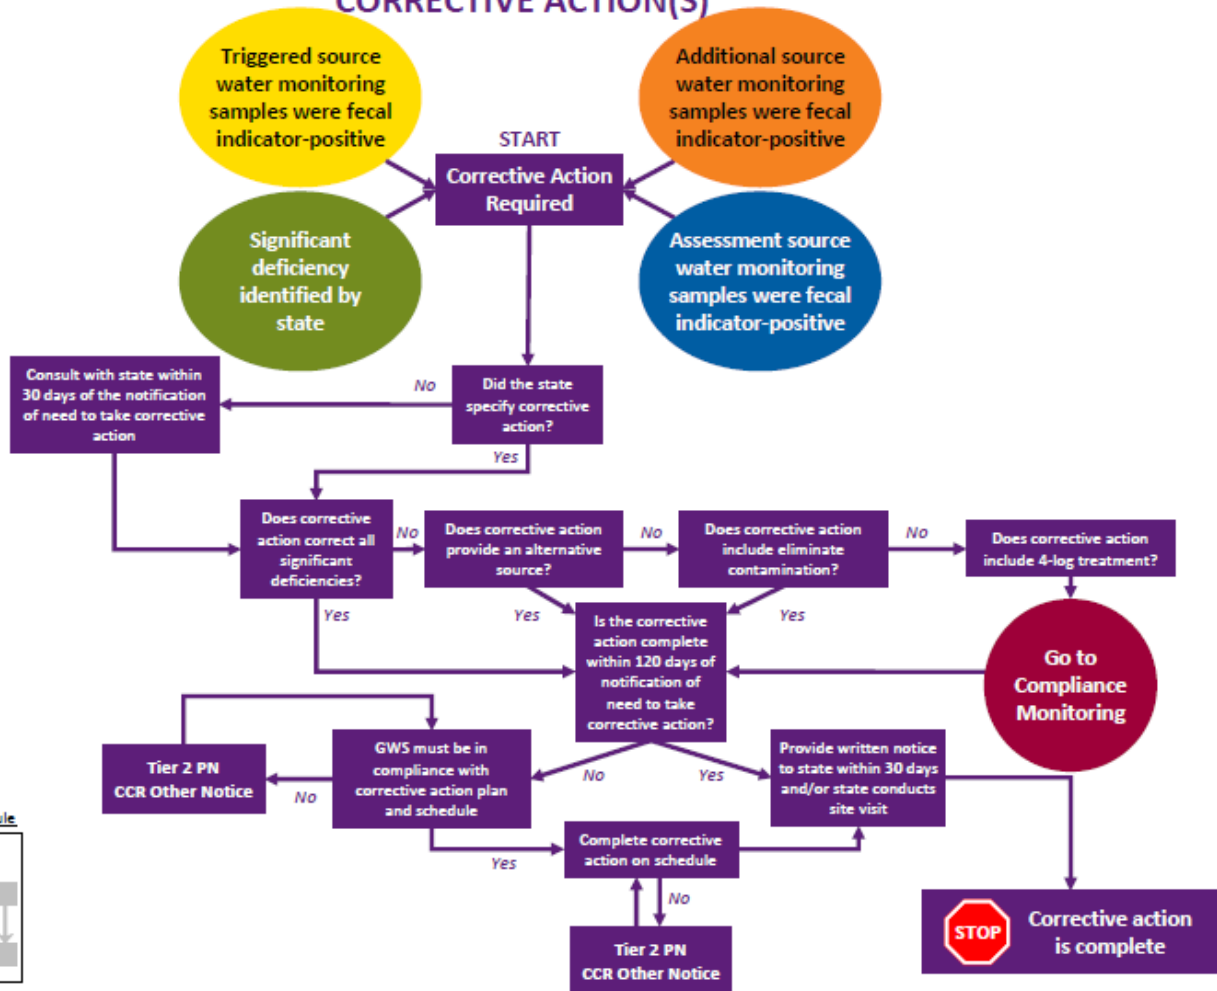 CORRECTIVE ACTION(S)
Triggered source
water monitoring
samples were fecal
indicator-positive
Additional source
water monitoring
samples were fecal
indicator-positive
START
Corrective Action
Required
Significant
deficiency
identified by
state
Assessment source
water monitoring
samples were fecal
indicator-positive
Consult with state within
30 days of the notification
of need to take corrective
action
No
Did the state
specify corrective
action?
Yes
Does corrective
action correct all
significant
deficiencies?
No
Does corrective action
provide an alternative
source?
No
Does corrective action
include eliminate
contamination?
No
Does corrective action
include 4-log treatment?
Yes
Yes
Yes
Is the corrective
action complete
within 120 days of
notification of
need to take
corrective action?
Go to
Compliance
Monitoring
Tier 2 PN
CCR Other Notice
No
GWS must be in
compliance with
corrective action plan
and schedule
No
Yes
Provide written notice
to state within 30 days
and/or state conducts
site visit
Yes
Complete corrective
action on schedule
No
Tier 2 PN
CCR Other Notice
STOP
Corrective action
is complete